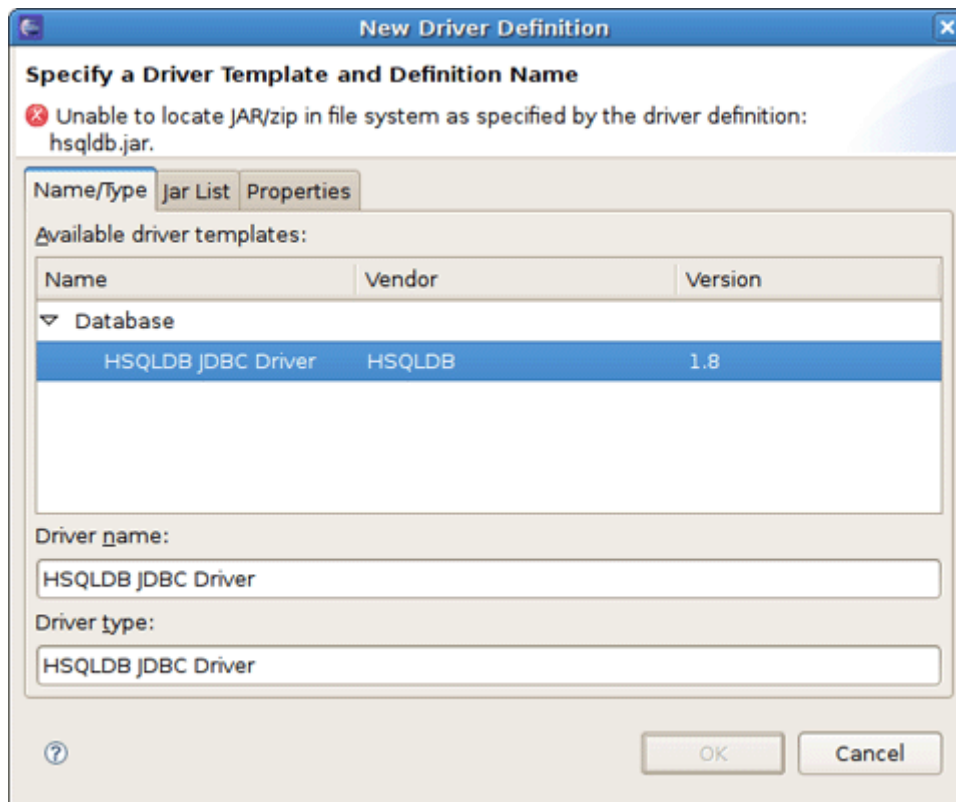 New Driver Definition
Specify a Driver Template and Definition Name
Unable to locate JAR/zip in file system as specified by the driver definition:
hsqldb.jar.
Name/Type Jar List Properties
Available driver templates:
Name Vendor Version
Database
HSQLDB JDBC Driver HSQLDB 1.8
Driver name:
HSQLDB JDBC Driver
Driver type:
HSQLDB JDBC Driver
OK Cancel